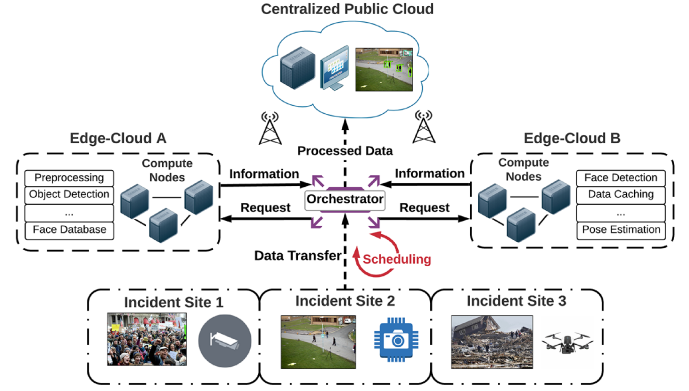 Centralized Public Cloud
Edge-Cloud A
Edge-Cloud B
Processed Data
Preprocessing
Object Detection
...
Face Database
Compute
Nodes
Information
Request
Orchestrator
Information
Request
Compute
Nodes
Face Detection
Data Caching
...
Pose Estimation
Data Transfer
Scheduling
Incident Site 1
Incident Site 2
Incident Site 3